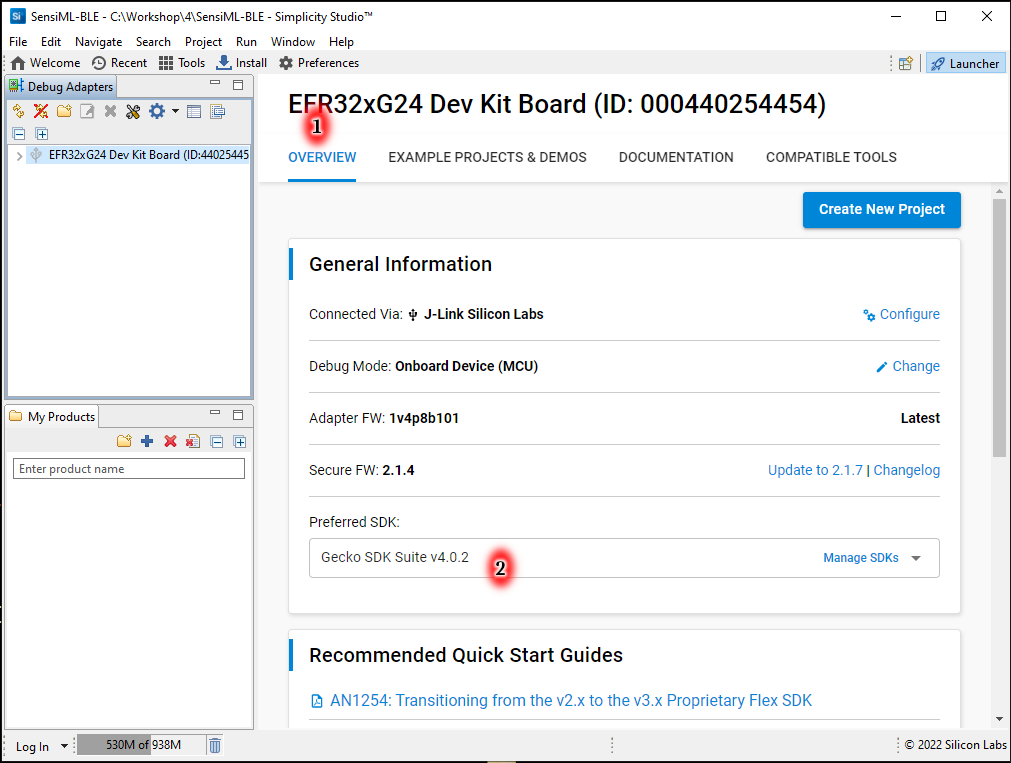 SensiML-BLE - C:\Workshop\4\SensiML-BLE - Simplicity Studio™
File Edit Navigate Search Project Run Window Help
Welcome Recent Tools Install Preferences Launcher
Debug Adapters
EFR32xG24 Dev Kit Board (ID:44025445
EFR32xG24 Dev Kit Board (ID: 000440254454)
1
OVERVIEW EXAMPLE PROJECTS & DEMOS DOCUMENTATION COMPATIBLE TOOLS
Create New Project
General Information
Connected Via: J-Link Silicon Labs Configure
Debug Mode: Onboard Device (MCU) Change
Adapter FW: 1v4p8b101 Latest
Secure FW: 2.1.4 Update to 2.1.7 | Changelog
Preferred SDK:
Gecko SDK Suite v4.0.2 2 Manage SDKs
My Products
Enter product name
Recommended Quick Start Guides
AN1254: Transitioning from the v2.x to the v3.x Proprietary Flex SDK
Log In 530M of 938M © 2022 Silicon Labs